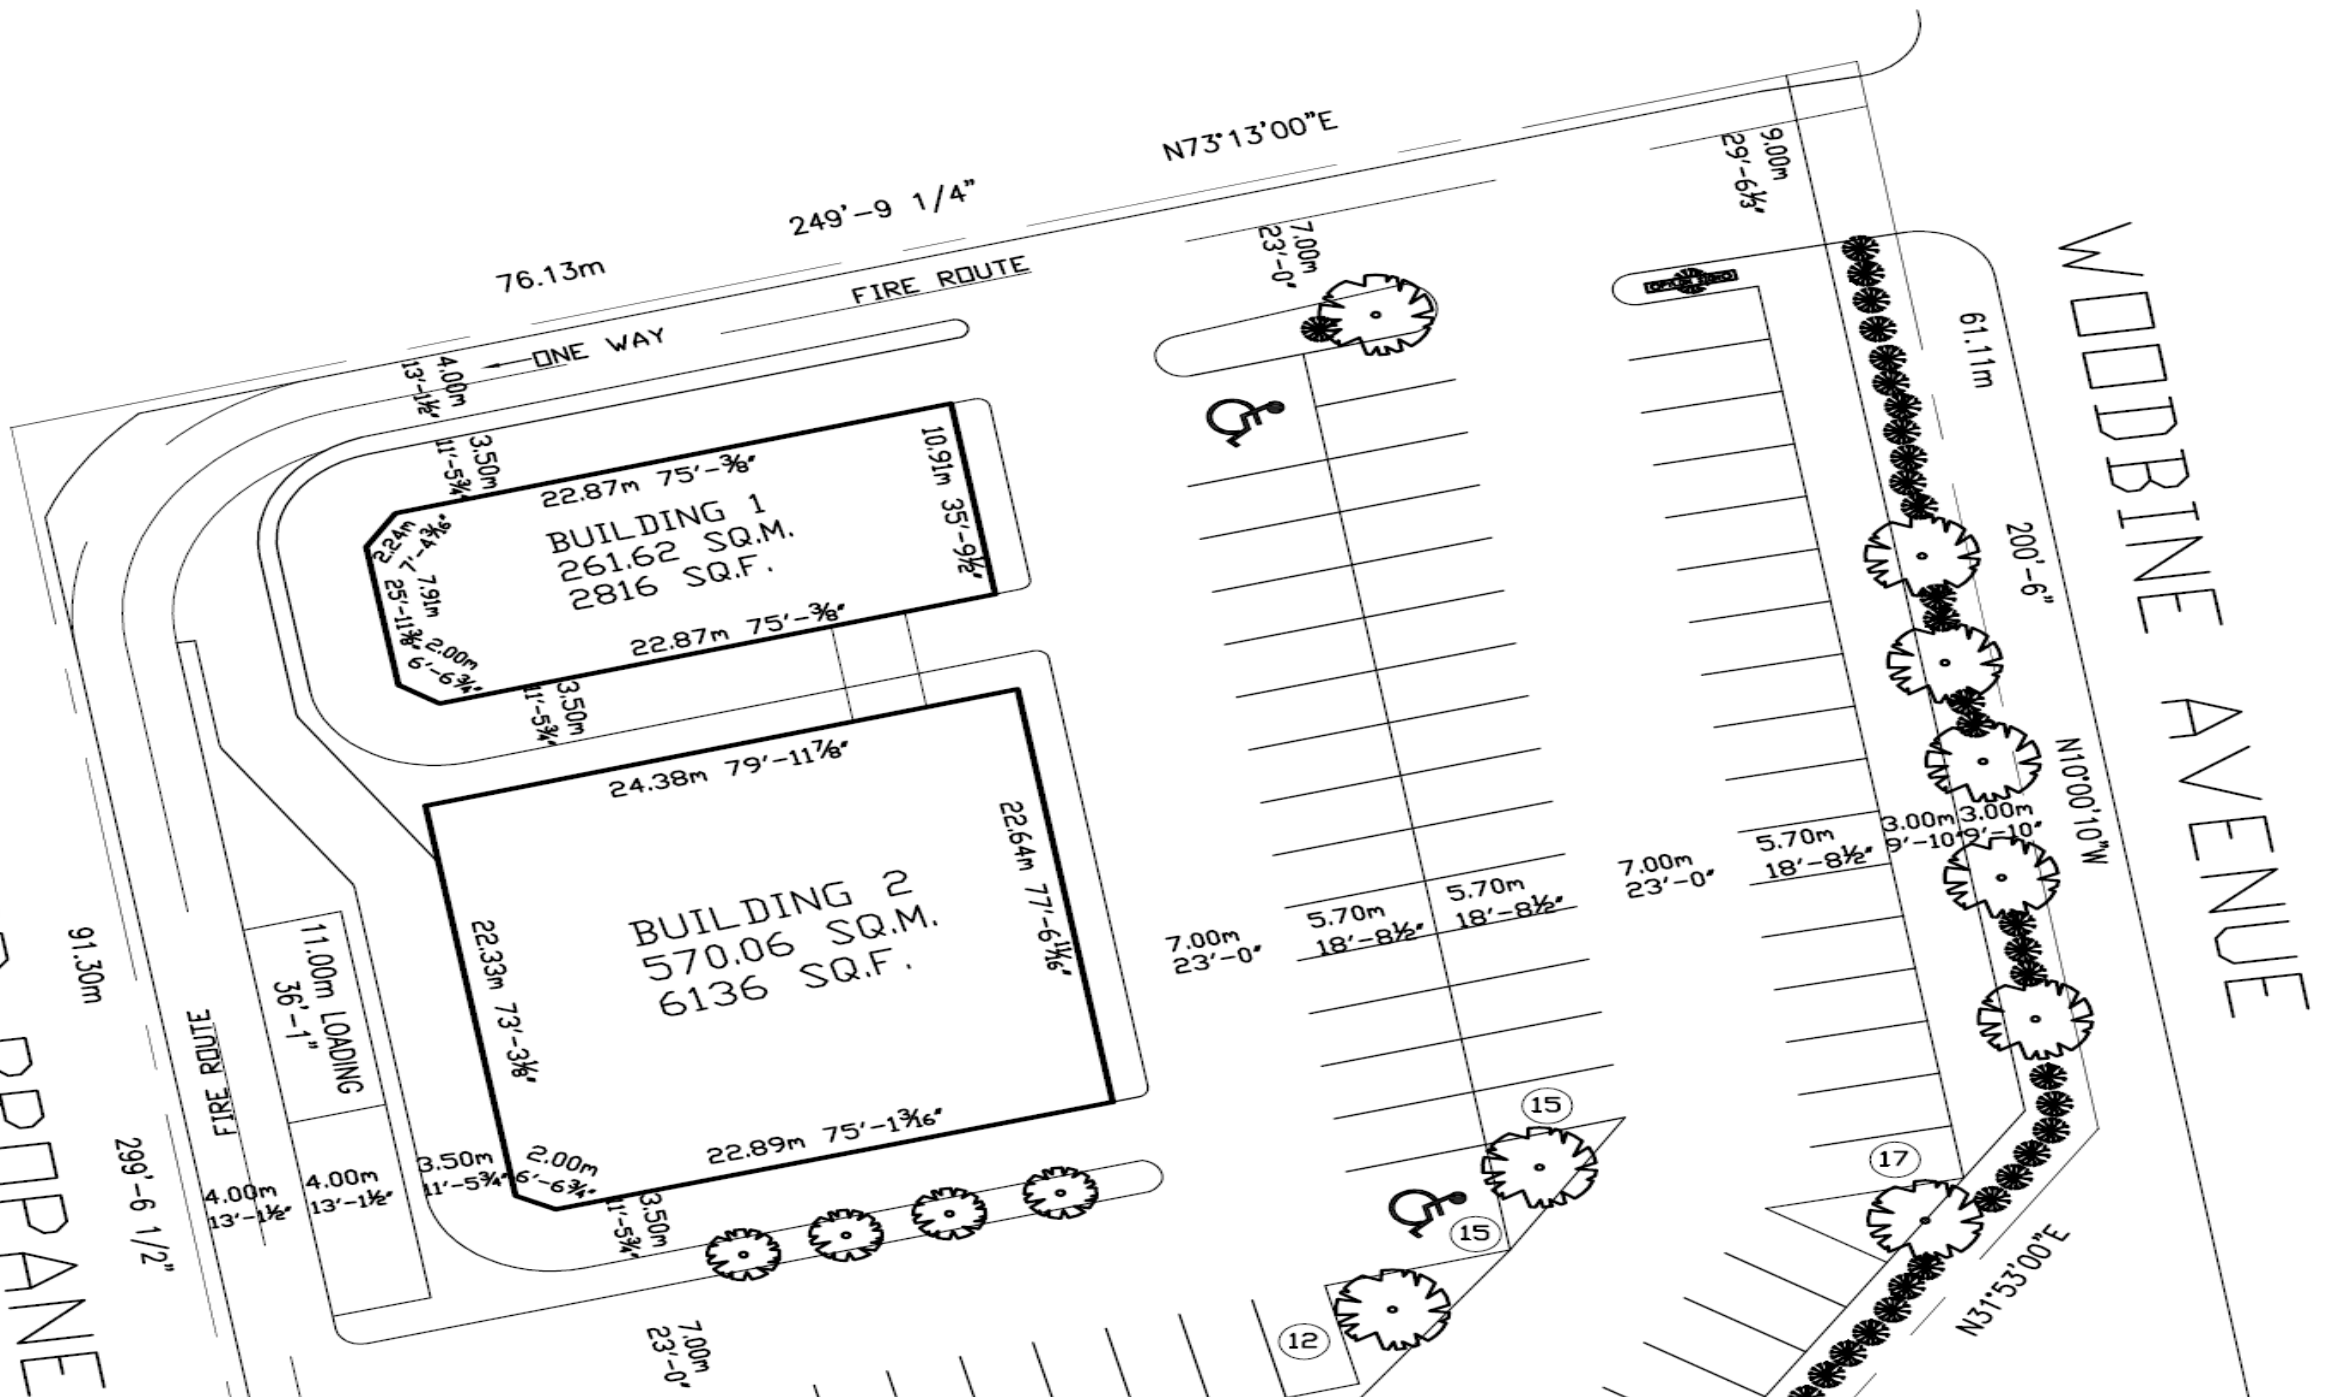 N73°13'00"E
249'-9 1/4"
76.13m
FIRE ROUTE
ONE WAY
4.00m
13'-1½"
9.00m
29'-6⅓"
7.00m
23'-0"
3.50m
11'-5¾"
22.87m 75'-⅜"
10.91m 35'-9½"
BUILDING 1
261.62 SQ.M.
2816 SQ.F.
2.24m
7'-4³⁄₁₆"
7.91m
25'-11⅜"
2.00m
6'-6¾"
22.87m 75'-⅜"
3.50m
11'-5¾"
24.38m 79'-11⅞"
22.64m 77'-6¹¹⁄₁₆"
BUILDING 2
570.06 SQ.M.
6136 SQ.F.
22.33m 73'-3⅛"
22.89m 75'-1³⁄₁₆"
2.00m
6'-6¾"
3.50m
11'-5¾"
3.50m
11'-5¾"
11.00m LOADING
36'-1"
FIRE ROUTE
4.00m
13'-1½"
4.00m
13'-1½"
91.30m
299'-6 1/2"
7.00m
23'-0"
7.00m
23'-0"
5.70m
18'-8½"
5.70m
18'-8½"
7.00m
23'-0"
5.70m
18'-8½"
3.00m
9'-10"
3.00m
9'-10"
15
15
12
17
61.11m
200'-6"
N10°00'10"W
N31°53'00"E
WOODBINE AVENUE